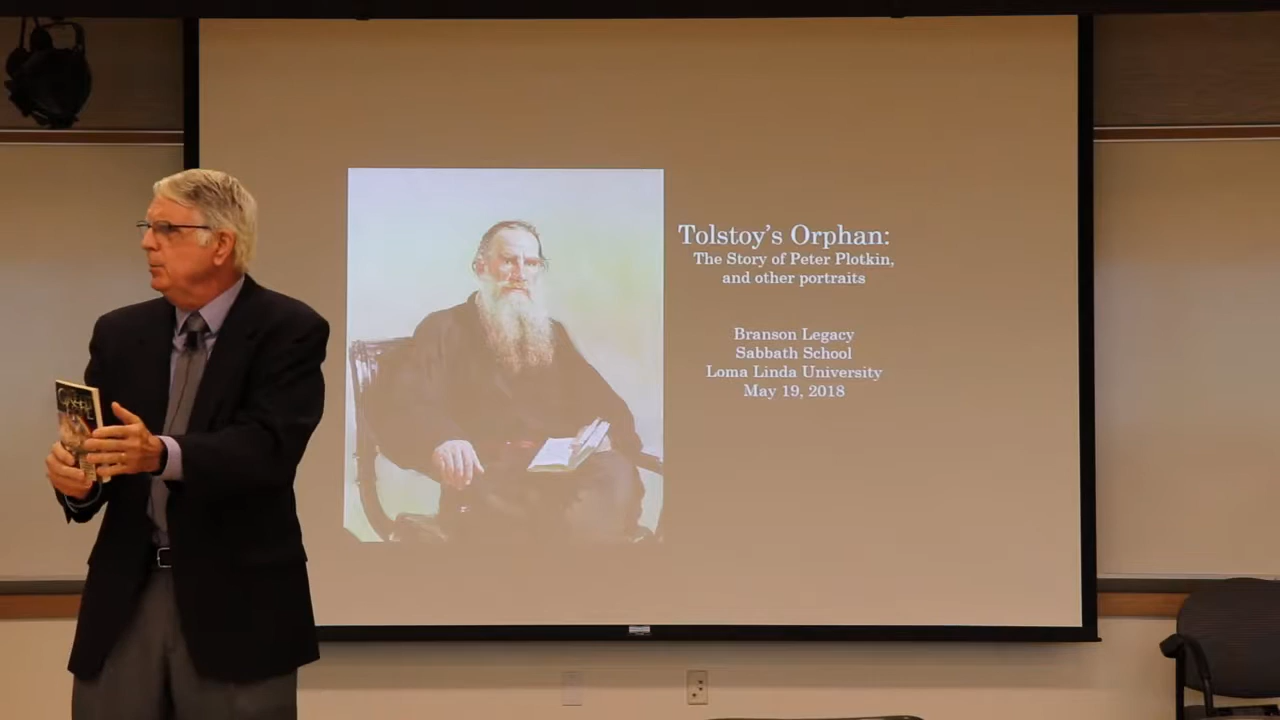 Tolstoy's Orphan:
The Story of Peter Plotkin,
and other portraits
Branson Legacy
Sabbath School
Loma Linda University
May 19, 2018